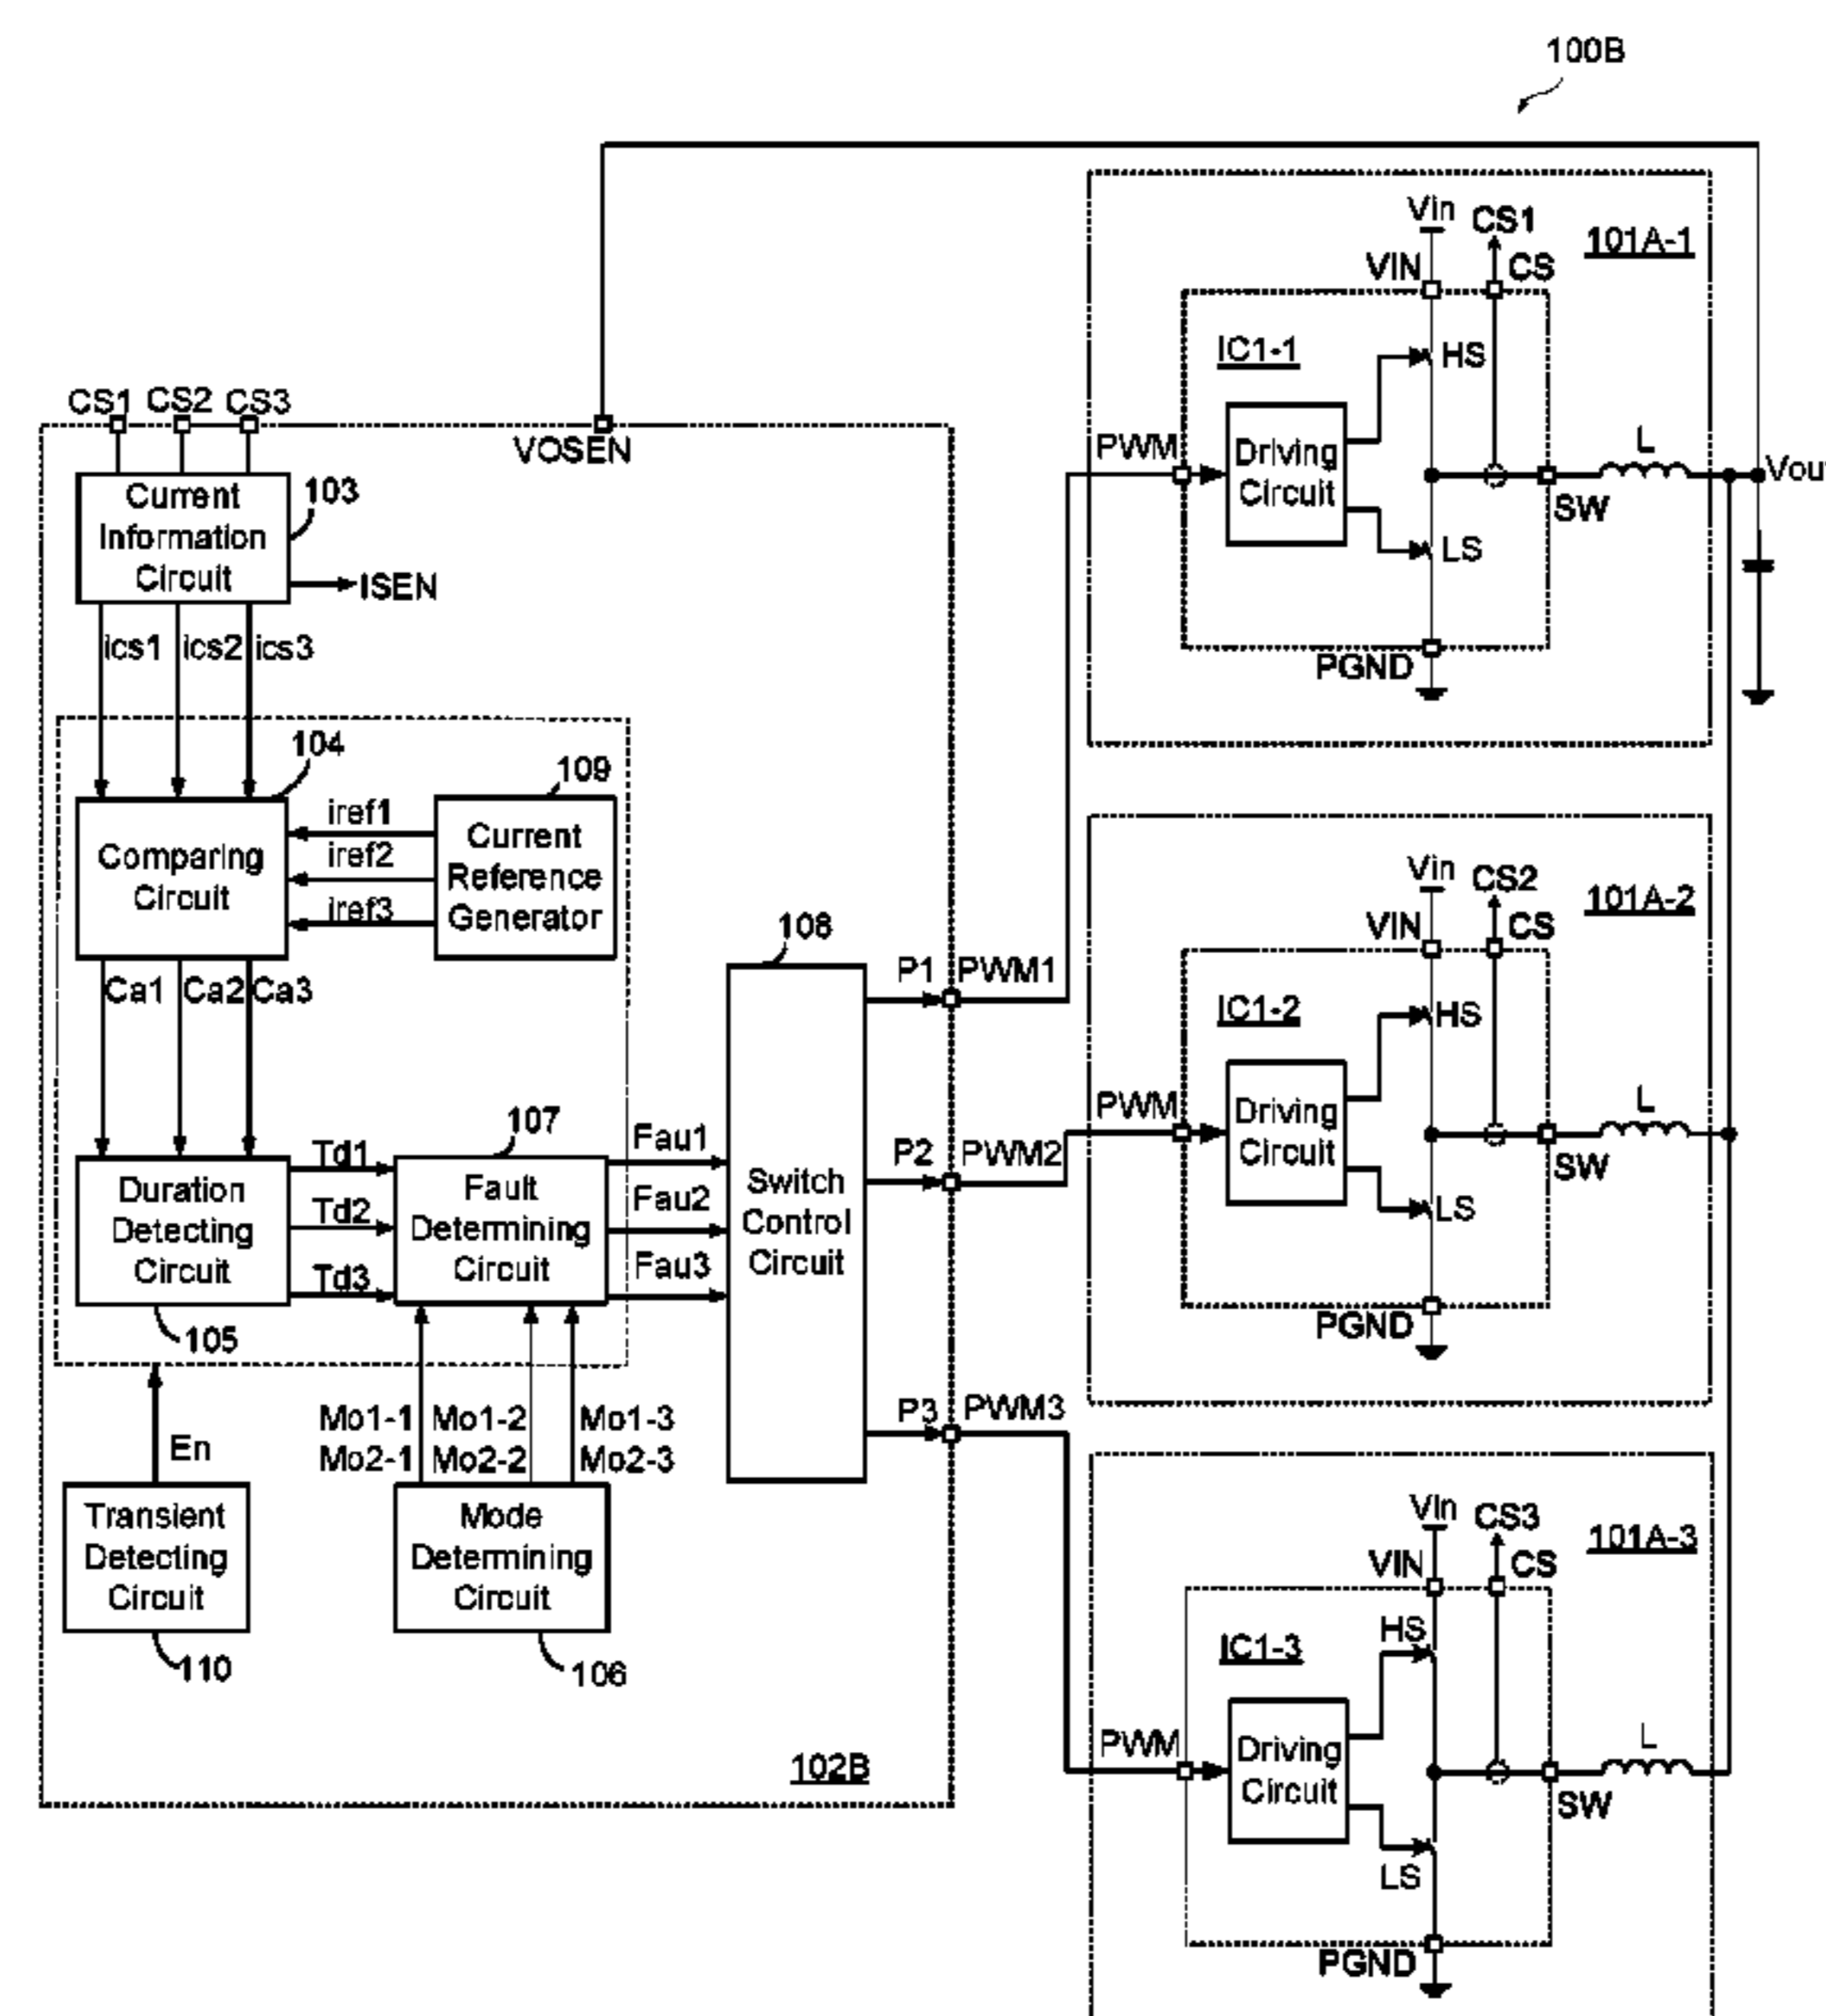 100B
Vin
CS1
101A-1
VIN
CS
IC1-1
HS
Driving
Circuit
PWM
LS
L
SW
Vou
PGND
CS1
CS2
CS3
VOSEN
Current
Information
Circuit
103
ISEN
ics1
ics2
ics3
104
109
Comparing
Circuit
iref1
iref2
iref3
Current
Reference
Generator
Ca1
Ca2
Ca3
108
P1
PWM1
107
Duration
Detecting
Circuit
Td1
Td2
Td3
Fault
Determining
Circuit
Fau1
Fau2
Fau3
Switch
Control
Circuit
P2
PWM2
105
En
Mo1-1
Mo2-1
Mo1-2
Mo2-2
Mo1-3
Mo2-3
P3
PWM3
Transient
Detecting
Circuit
Mode
Determining
Circuit
110
106
102B
Vin
CS2
101A-2
VIN
CS
IC1-2
HS
Driving
Circuit
PWM
LS
L
SW
PGND
Vin
CS3
101A-3
VIN
CS
HS
IC1-3
Driving
Circuit
PWM
LS
L
SW
PGND